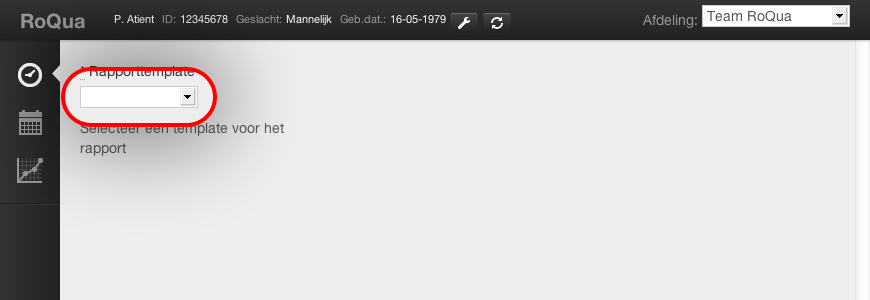 RoQua P. Atient ID: 12345678 Geslacht: Mannelijk Geb.dat.: 16-05-1979 Afdeling: Team RoQua
* Rapporttemplate
Selecteer een template voor het
rapport